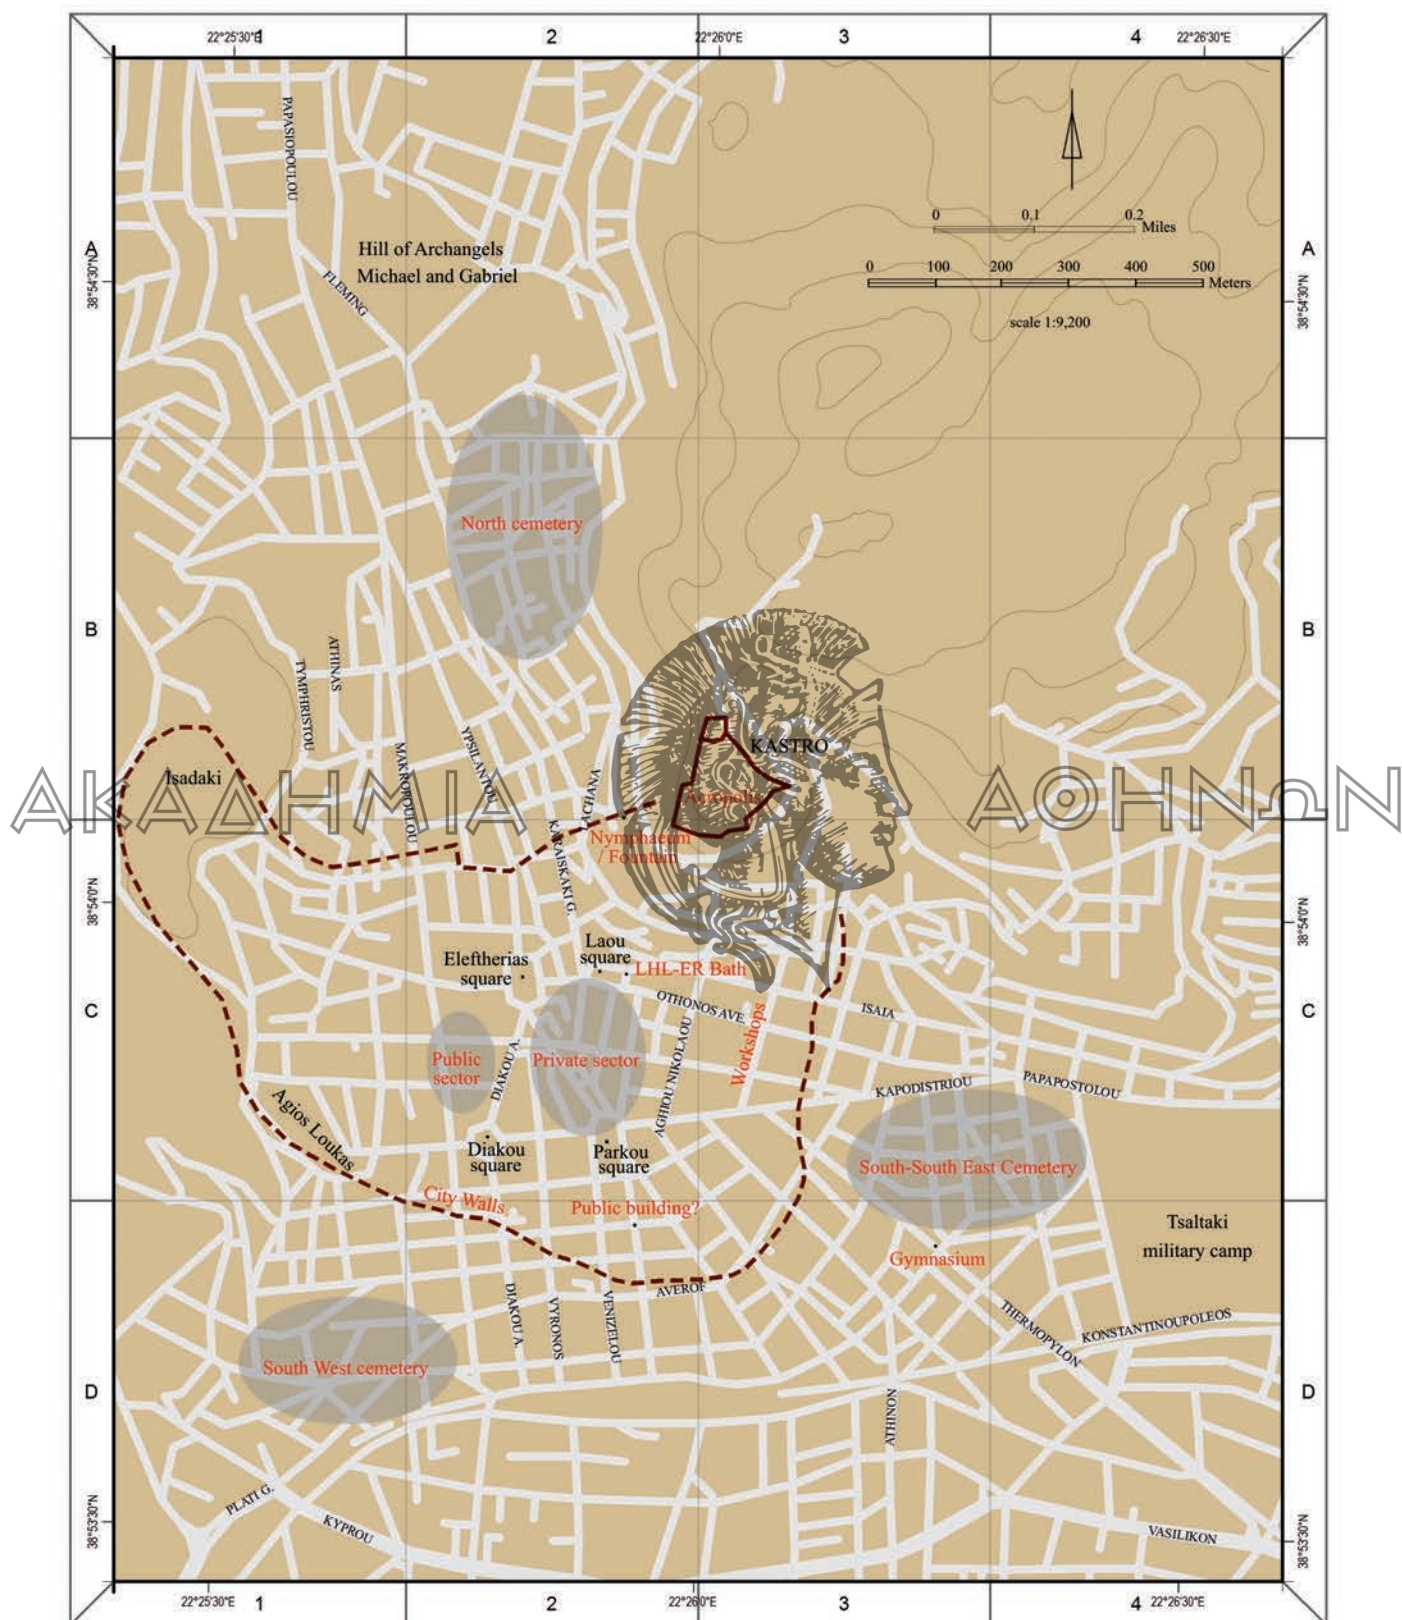 22°25'30"E
1
2
22°26'0"E
3
22°26'30"E
4
PAPASIOPOULOU
0 0.1 0.2
Miles
A
Hill of Archangels
Michael and Gabriel
A
38°54'30"N
FLEMING
0 100 200 300 400 500
Meters
38°54'30"N
scale 1:9,200
North cemetery
B
B
ATHINAS
TYMPHRISTOU
MAKROPOULOU
YPSILANTOU
KASTRO
Isadaki
ACHANA
Acropolis
ΑΚΑΔΗΜΙΑ ΑΘΗΝΩΝ
KARAISKAKI G.
Nymphaeum
/ Fountain
38°54'0"N
38°54'0"N
Laou
square
Eleftherias
square
LHL-ER Bath
C
OTHONOS AVE
ISAIA
C
Workshops
Public
sector
DIAKOU A.
Private sector
AGHIOU NIKOLAOU
KAPODISTRIOU
PAPAPOSTOLOU
Agios Loukas
Diakou
square
Parkou
square
South-South East Cemetery
City Walls
Public building?
Tsaltaki
military camp
Gymnasium
AVEROF
DIAKOU A.
VYRONOS
VENIZELOU
THERMOPYLON
KONSTANTINOUPOLEOS
South West cemetery
D
D
ATHINON
PLATI G.
KYPROU
VASILIKON
38°53'30"N
38°53'30"N
22°25'30"E
1
2
22°26'0"E
3
4
22°26'30"E